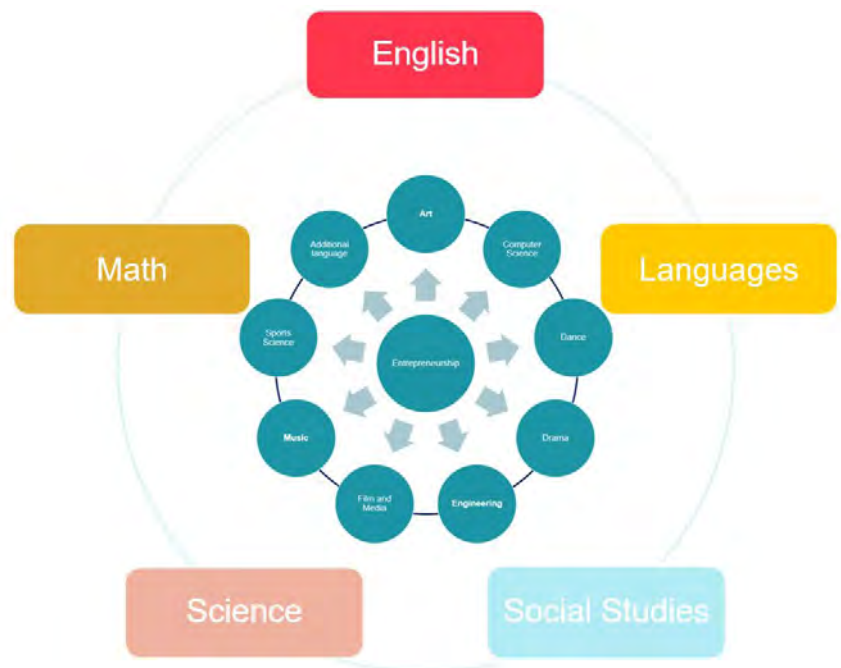 English
Math
Languages
Art
Additional
language
Computer
Science
Sports
Science
Entrepreneurship
Dance
Music
Drama
Film and
Media
Engineering
Science
Social Studies